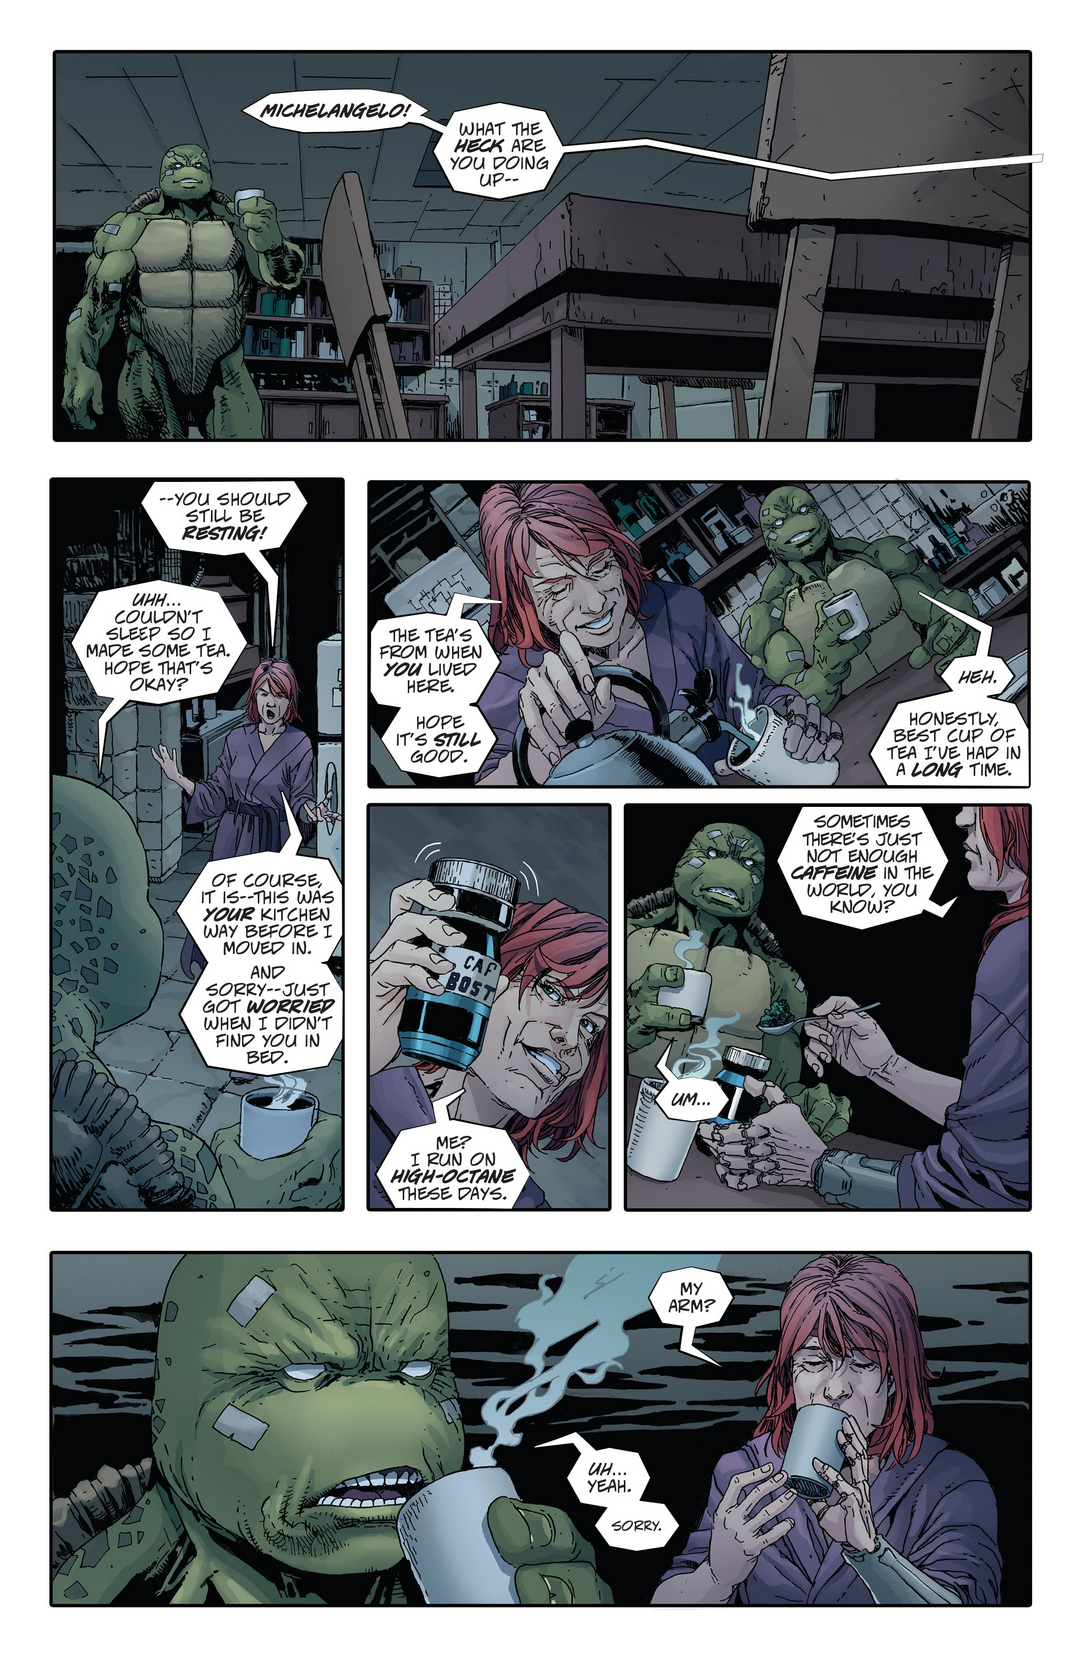 MICHELANGELO!
WHAT THE
HECK ARE
YOU DOING
UP--
--YOU SHOULD
STILL BE
RESTING!
UHH...
COULDN'T
SLEEP SO I
MADE SOME TEA.
HOPE THAT'S
OKAY?
OF COURSE,
IT IS--THIS WAS
YOUR KITCHEN
WAY BEFORE I
MOVED IN.
AND
SORRY--JUST
GOT WORRIED
WHEN I DIDN'T
FIND YOU IN
BED.
THE TEA'S
FROM WHEN
YOU LIVED
HERE.
HOPE
IT'S STILL
GOOD.
HEH.
HONESTLY,
BEST CUP OF
TEA I'VE HAD IN
A LONG TIME.
CAF
BOST
ME?
I RUN ON
HIGH-OCTANE
THESE DAYS.
SOMETIMES
THERE'S JUST
NOT ENOUGH
CAFFEINE IN THE
WORLD, YOU
KNOW?
UM...
MY
ARM?
UH...
YEAH.
SORRY.